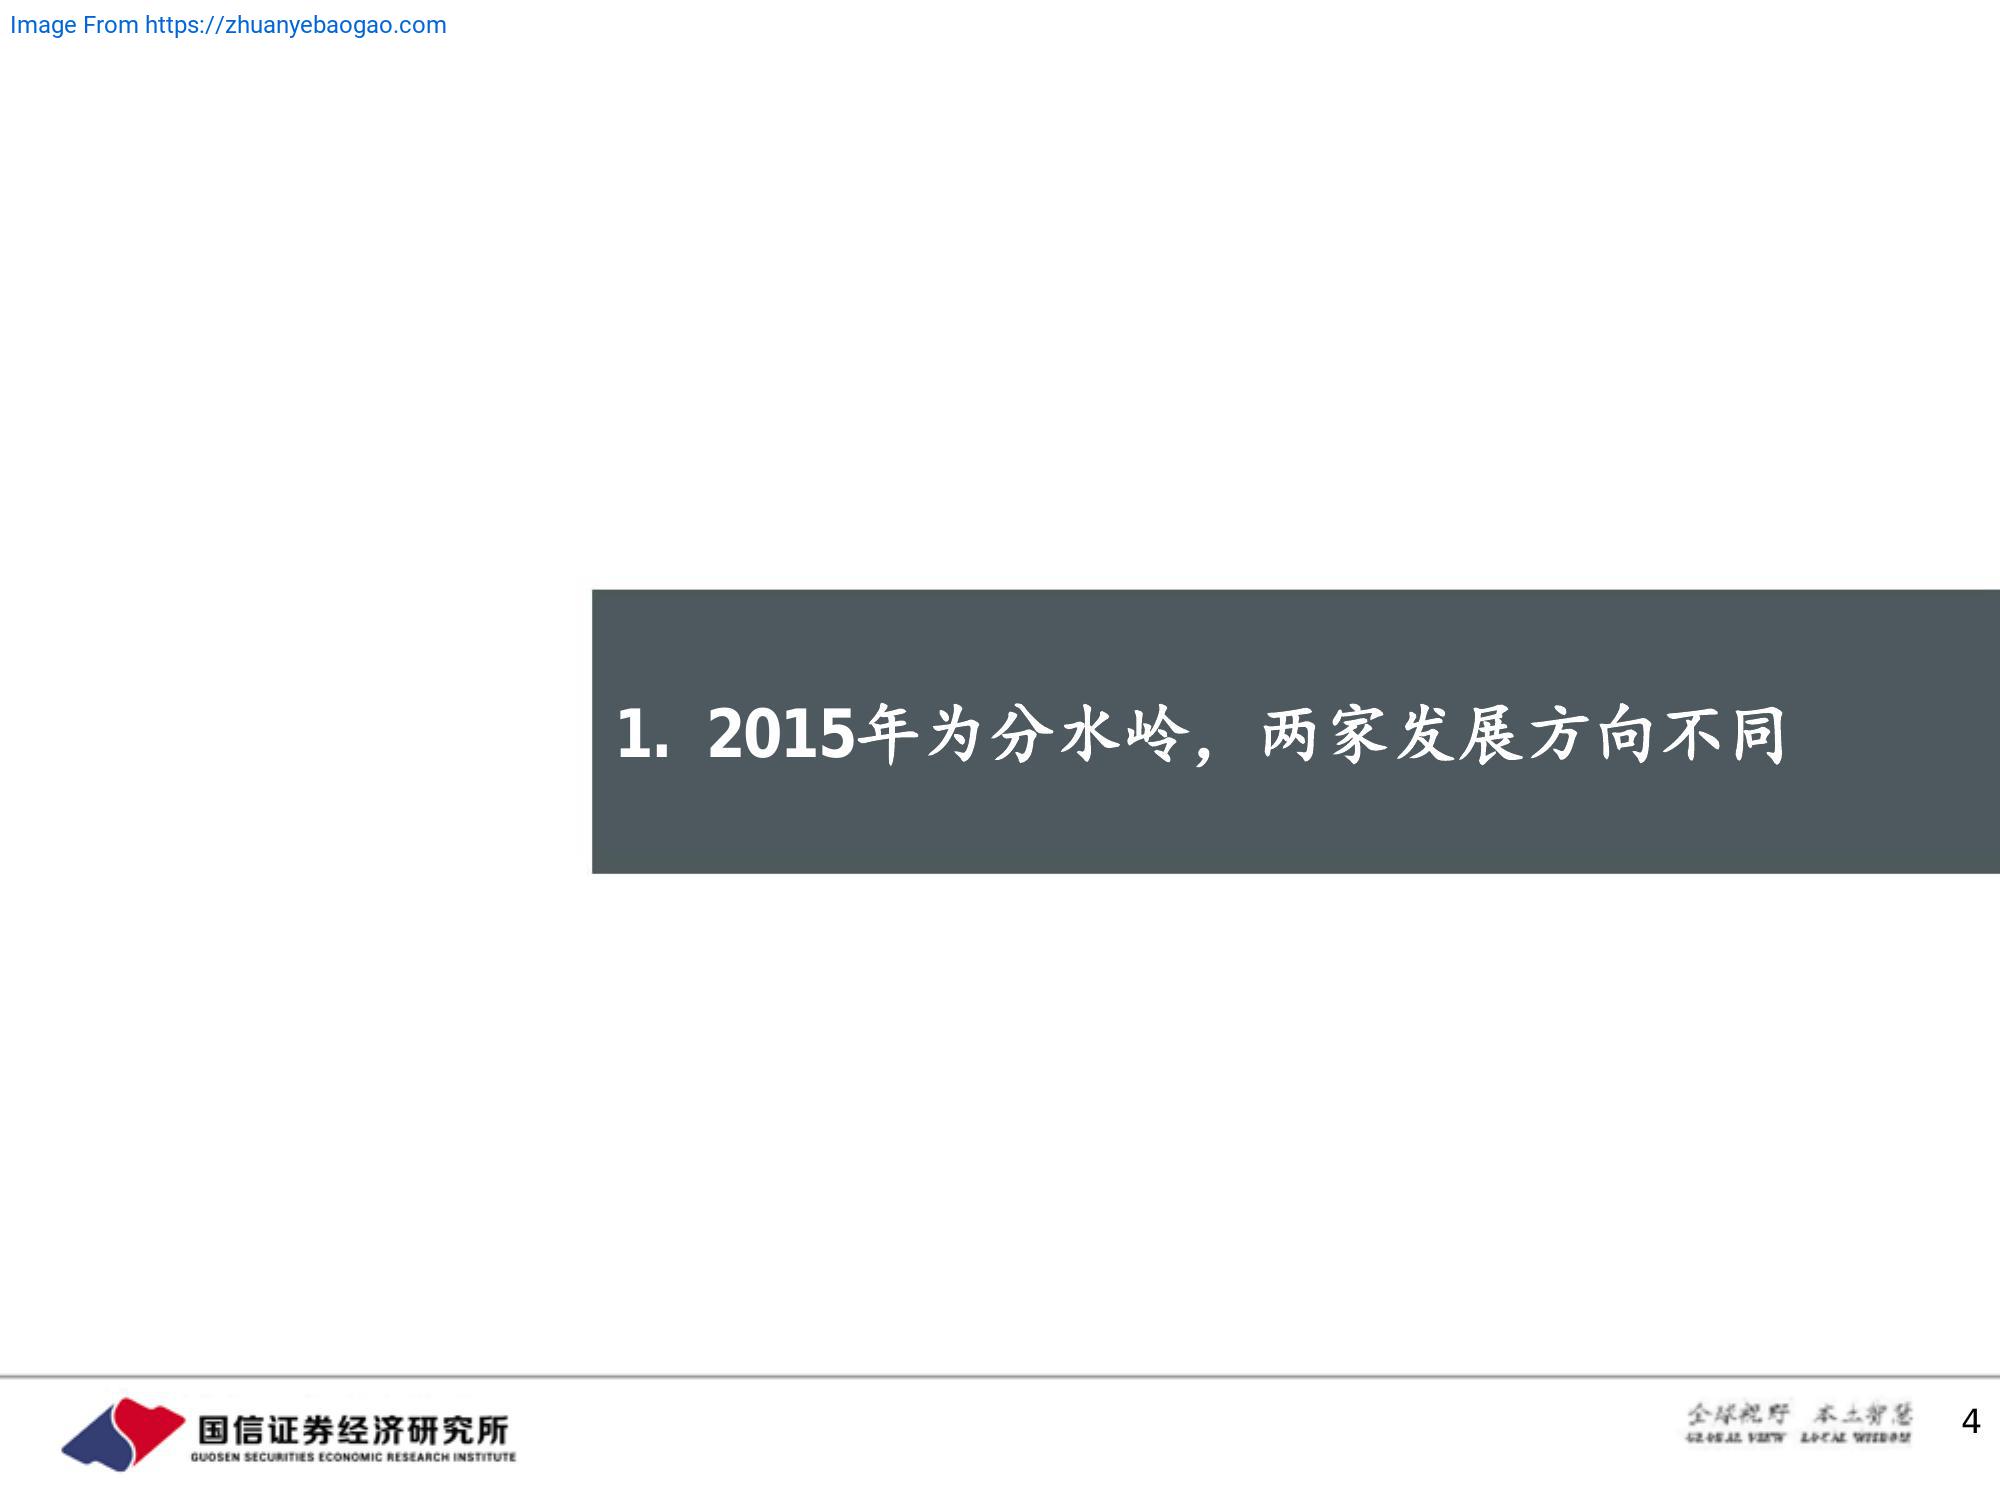 Image From https://zhuanyebaogao.com
1. 2015年为分水岭，两家发展方向不同
国信证券经济研究所
GUOSEN SECURITIES ECONOMIC RESEARCH INSTITUTE
全球视野 本土智慧
GLOBAL VIEW LOCAL WISDOM
4